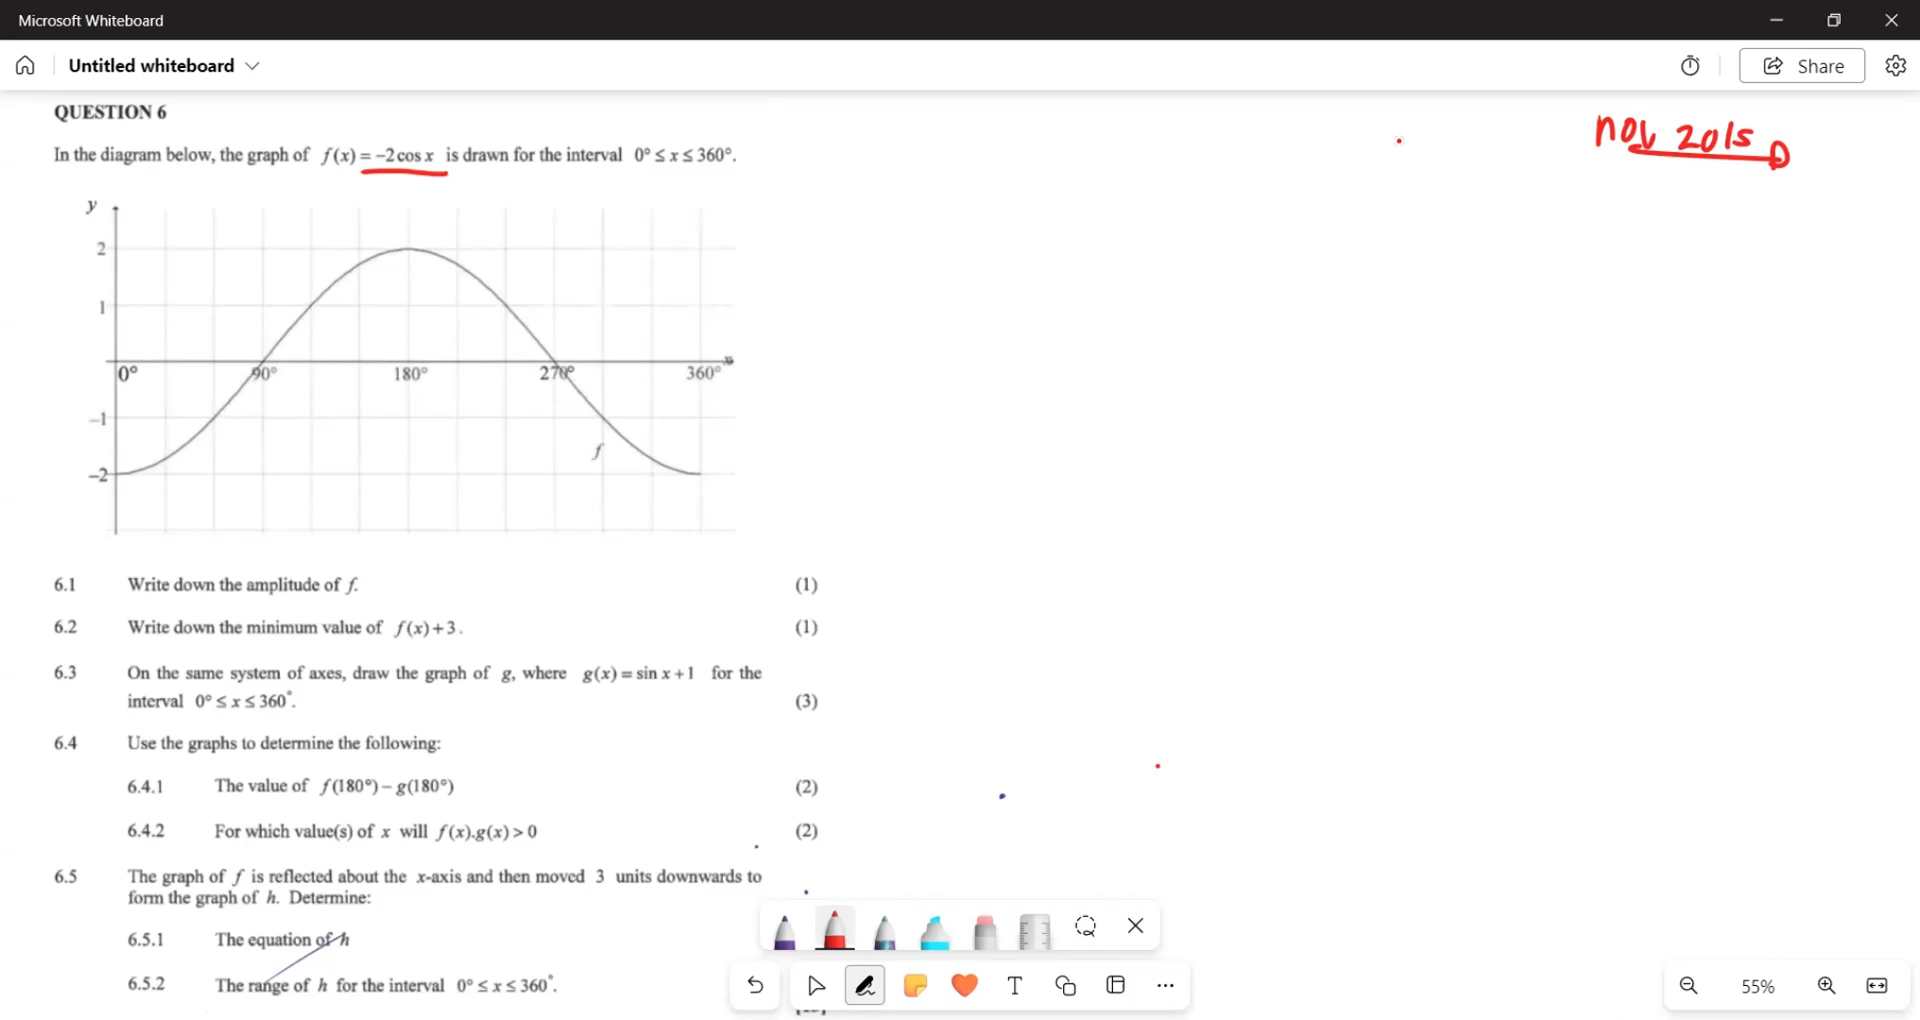 Microsoft Whiteboard
Untitled whiteboard
Share
QUESTION 6
nov 2015
In the diagram below, the graph of f(x) = −2 cos x is drawn for the interval 0° ≤ x ≤ 360°.
y
2
1
0° 90° 180° 270° 360° x
−1
f
−2
6.1 Write down the amplitude of f. (1)
6.2 Write down the minimum value of f(x)+3. (1)
6.3 On the same system of axes, draw the graph of g, where g(x) = sin x + 1 for the
interval 0° ≤ x ≤ 360°. (3)
6.4 Use the graphs to determine the following:
6.4.1 The value of f(180°) − g(180°) (2)
6.4.2 For which value(s) of x will f(x).g(x) > 0 (2)
6.5 The graph of f is reflected about the x-axis and then moved 3 units downwards to
form the graph of h. Determine:
6.5.1 The equation of h
6.5.2 The range of h for the interval 0° ≤ x ≤ 360°.
55%